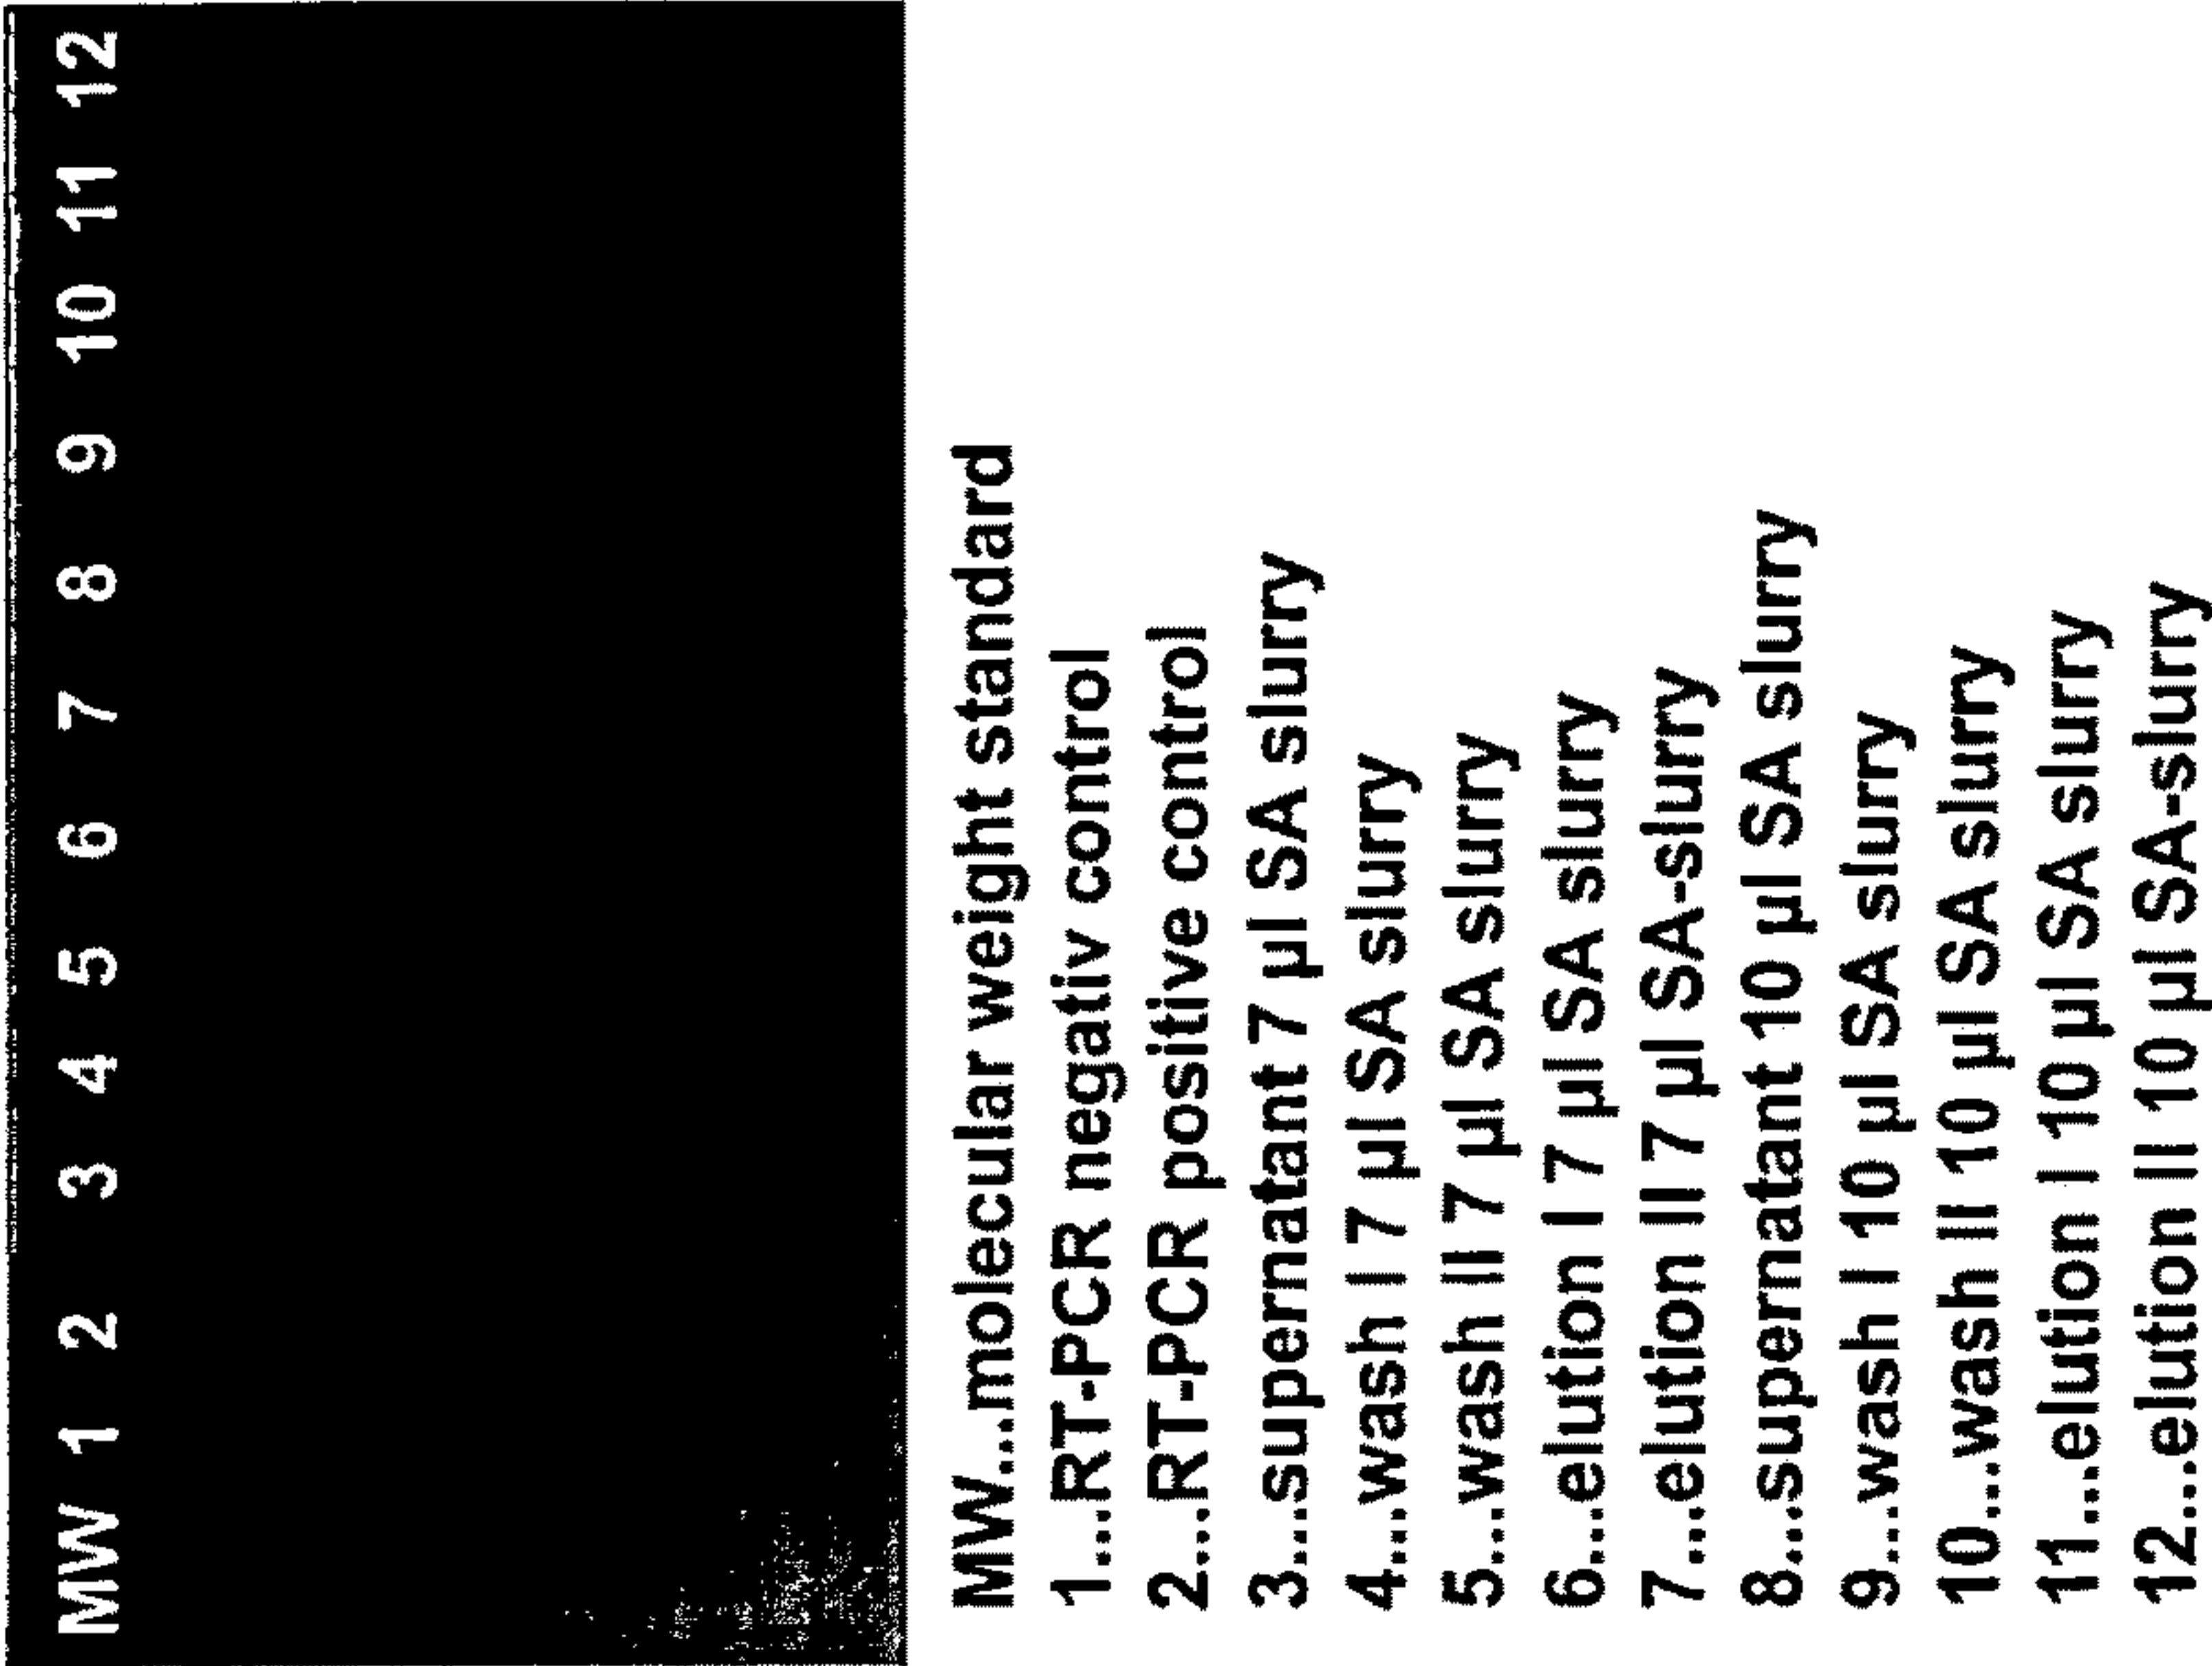 MW 1 2 3 4 5 6 7 8 9 10 11 12
MW...molecular weight standard
1...RT-PCR negativ control
2...RT-PCR positive control
3...supernatant 7 µl SA slurry
4...wash I 7 µl SA slurry
5...wash II 7 µl SA slurry
6...elution I 7 µl SA slurry
7...elution II 7 µl SA-slurry
8...supernatant 10 µl SA slurry
9...wash I 10 µl SA slurry
10...wash III 10 µl SA slurry
11...elution I 10 µl SA slurry
12...elution II 10 µl SA-slurry